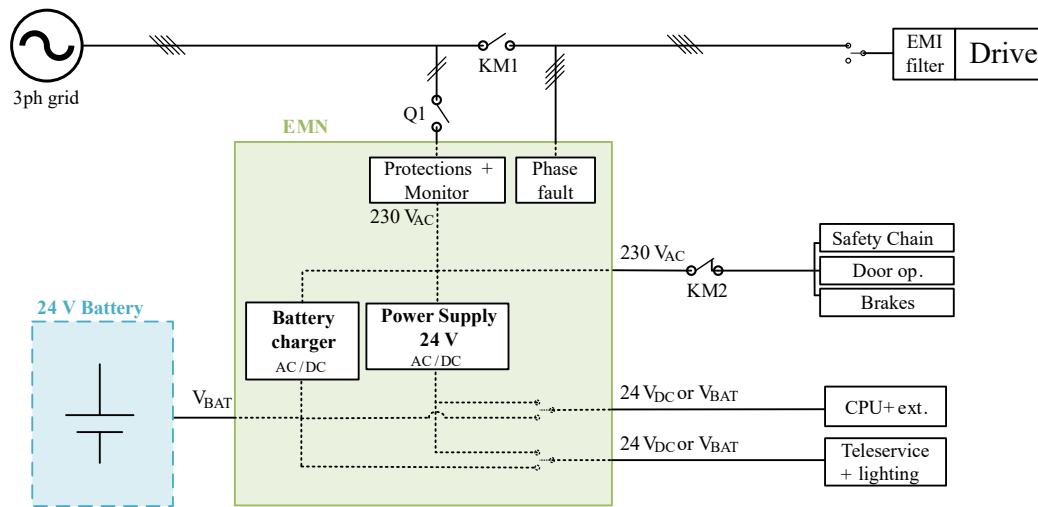 3ph grid
KM1
EMI
filter
Drive
Q1
EMN
Protections +
Monitor
Phase
fault
230 VAC
230 VAC
KM2
Safety Chain
Door op.
Brakes
24 V Battery
Battery
charger
AC/DC
Power Supply
24 V
AC/DC
VBAT
24 VDC or VBAT
CPU+ ext.
24 VDC or VBAT
Teleservice
+ lighting